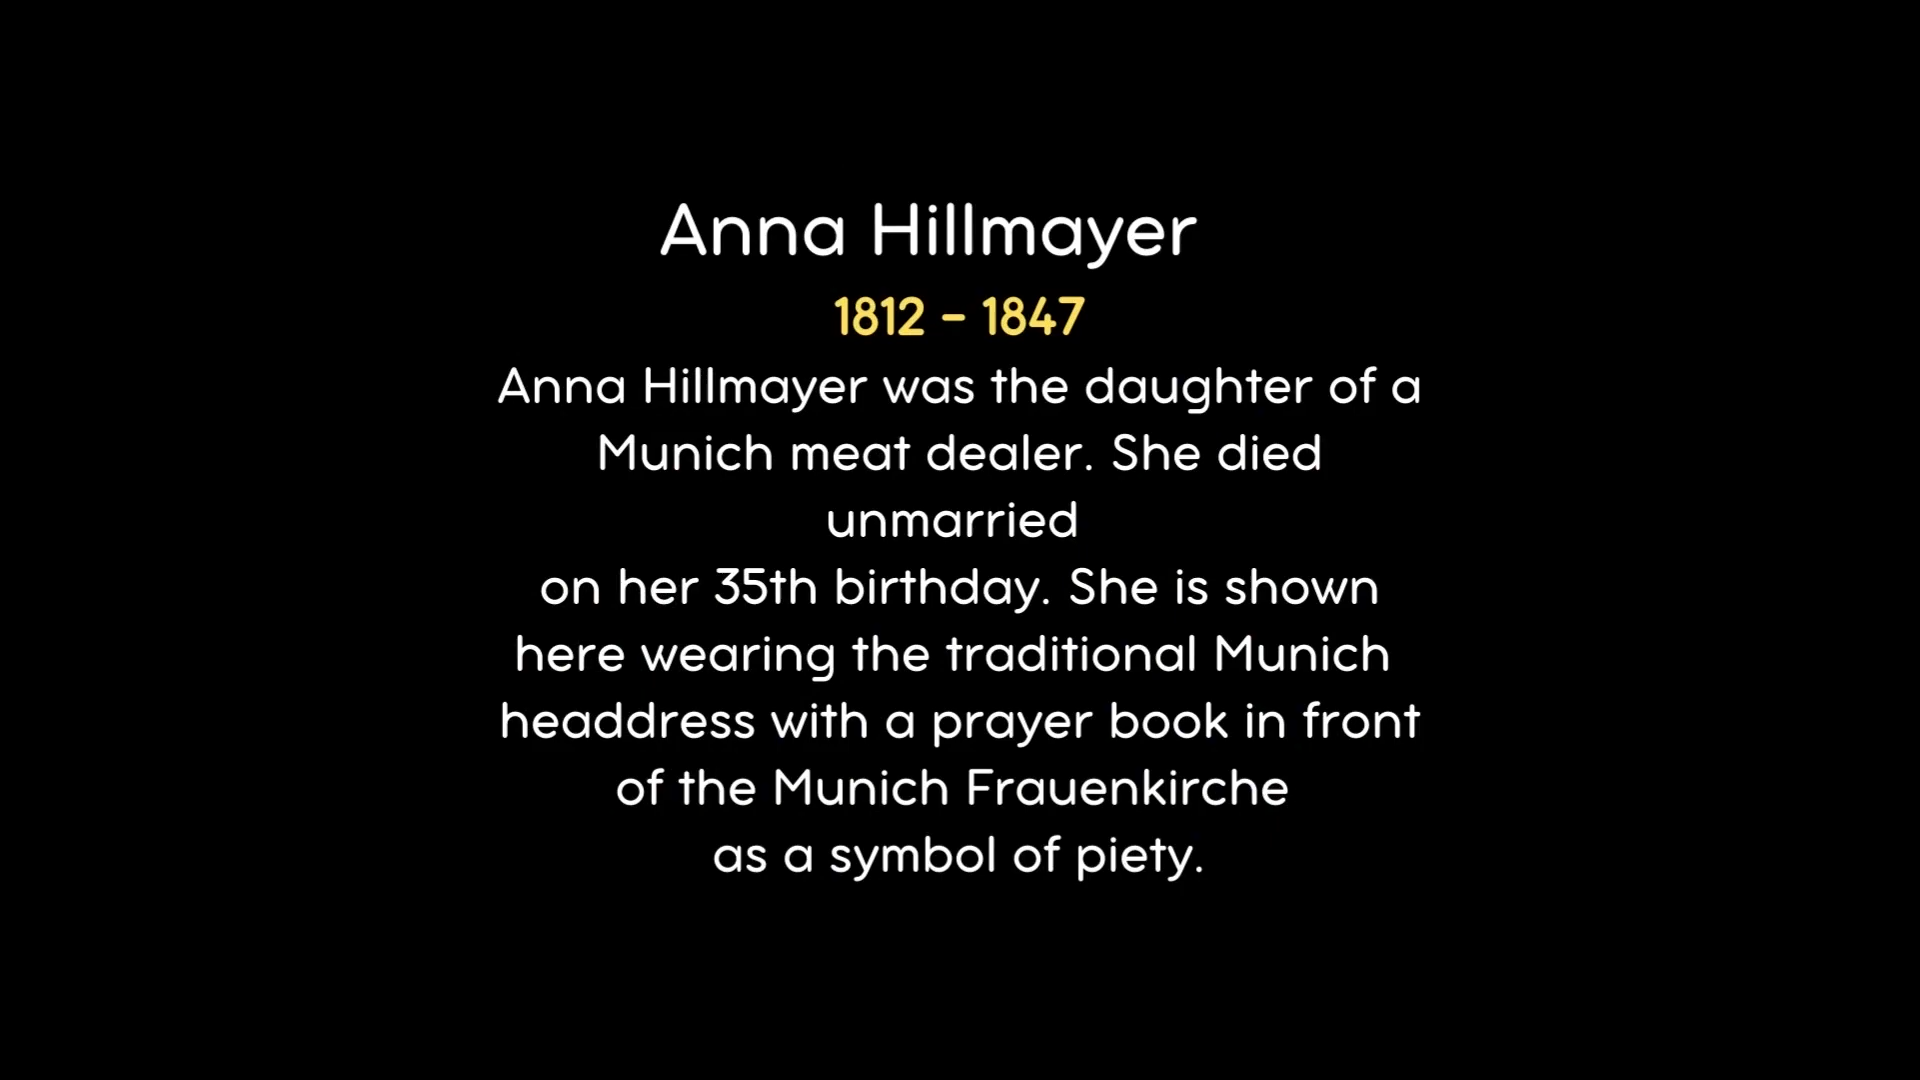 Anna Hillmayer
1812 - 1847
Anna Hillmayer was the daughter of a
Munich meat dealer. She died
unmarried
on her 35th birthday. She is shown
here wearing the traditional Munich
headdress with a prayer book in front
of the Munich Frauenkirche
as a symbol of piety.